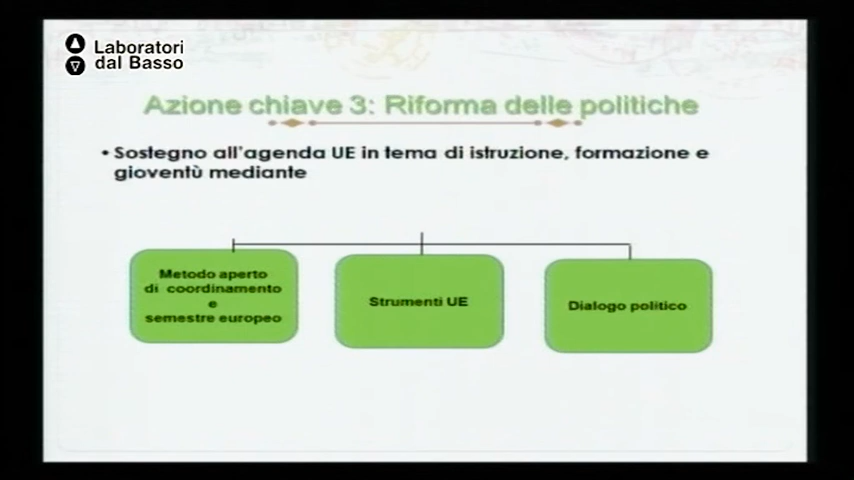 Laboratori
dal Basso
Azione chiave 3: Riforma delle politiche
• Sostegno all'agenda UE in tema di istruzione, formazione e
gioventù mediante
Metodo aperto
di coordinamento
e
semestre europeo
Strumenti UE
Dialogo politico